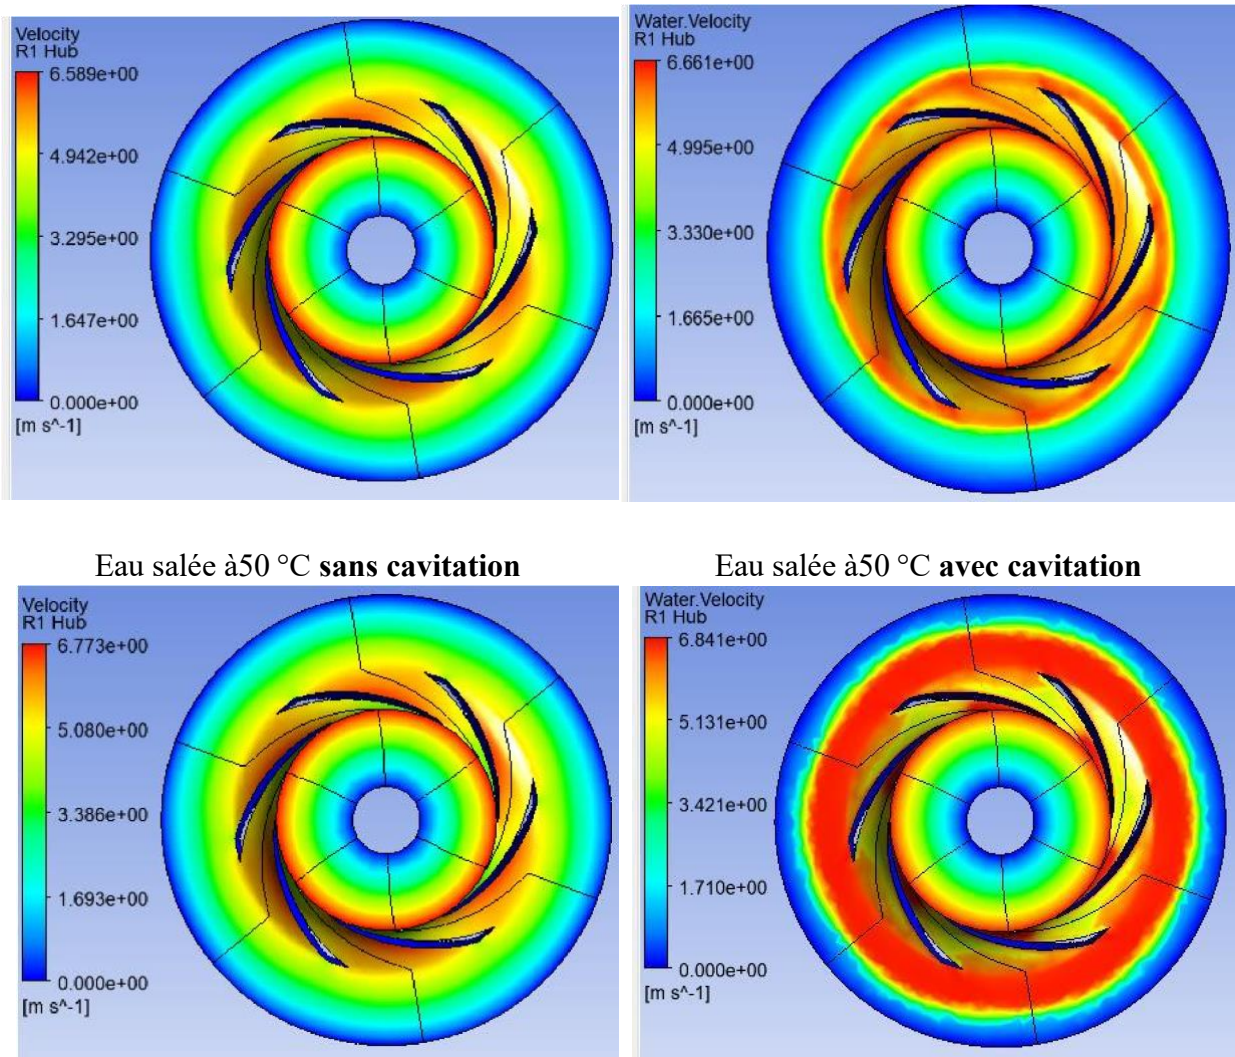 Velocity
R1 Hub
6.589e+00
4.942e+00
3.295e+00
1.647e+00
0.000e+00
[m s^-1]
Water.Velocity
R1 Hub
6.661e+00
4.995e+00
3.330e+00
1.665e+00
0.000e+00
[m s^-1]
Eau salée à50 °C sans cavitation
Eau salée à50 °C avec cavitation
Velocity
R1 Hub
6.773e+00
5.080e+00
3.386e+00
1.693e+00
0.000e+00
[m s^-1]
Water.Velocity
R1 Hub
6.841e+00
5.131e+00
3.421e+00
1.710e+00
0.000e+00
[m s^-1]